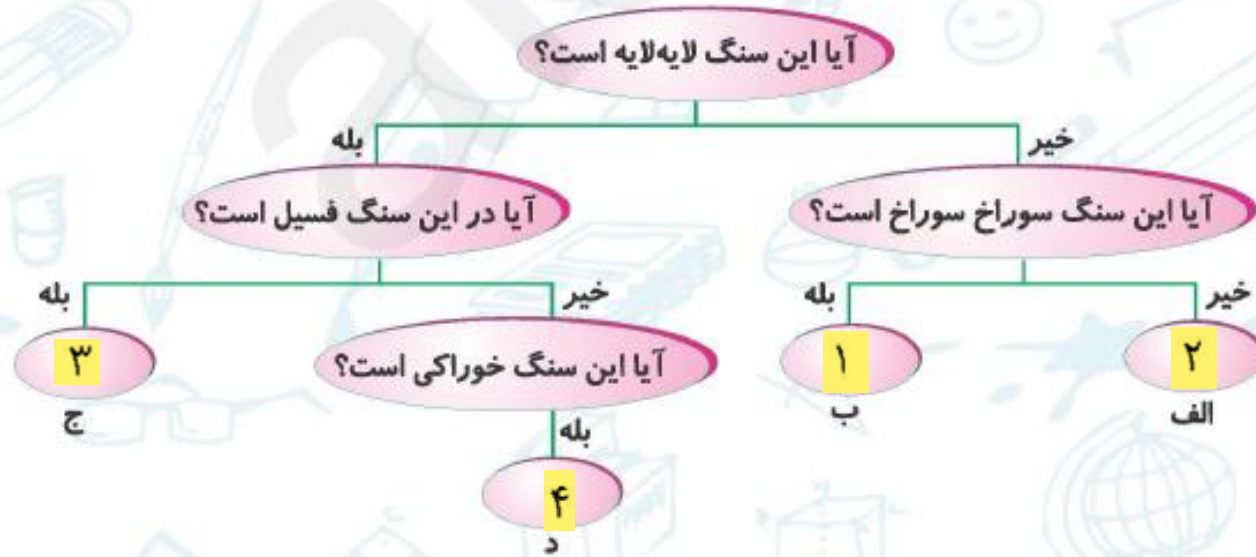 آیا این سنگ لایه‌لایه است؟
خیر
بله
آیا این سنگ سوراخ سوراخ است؟
آیا در این سنگ فسیل است؟
خیر
بله
خیر
بله
۲
۱
آیا این سنگ خوراکی است؟
۳
الف
ب
ج
بله
۴
د